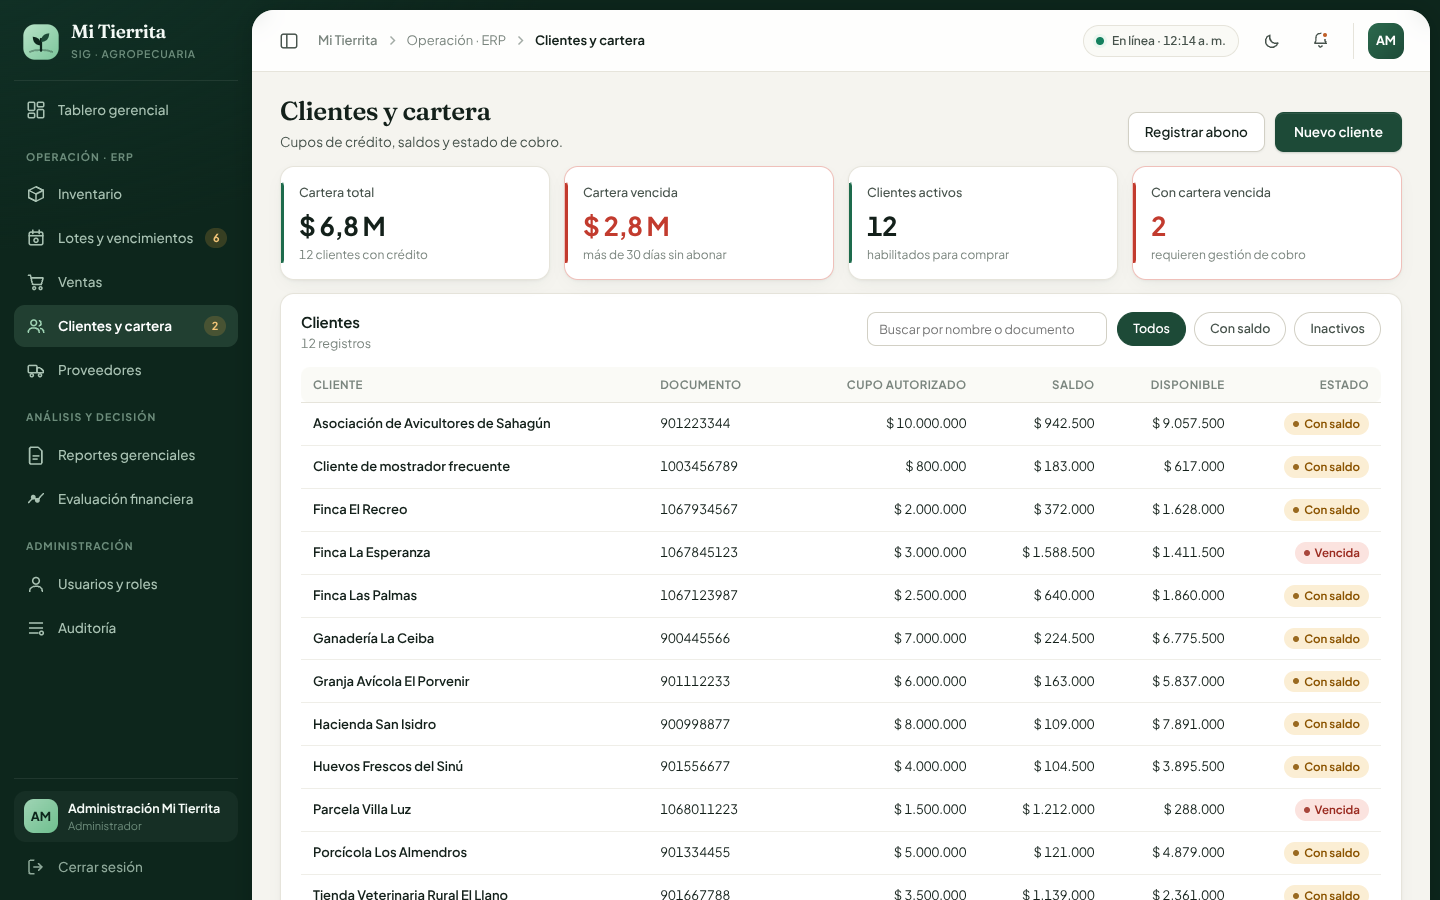 Mi Tierrita
SIG · AGROPECUARIA
Tablero gerencial
OPERACIÓN · ERP
Inventario
Lotes y vencimientos 6
Ventas
Clientes y cartera 2
Proveedores
ANÁLISIS Y DECISIÓN
Reportes gerenciales
Evaluación financiera
ADMINISTRACIÓN
Usuarios y roles
Auditoría
AM
Administración Mi Tierrita
Administrador
Cerrar sesión
Mi Tierrita > Operación · ERP > Clientes y cartera
En línea · 12:14 a. m.
AM
Clientes y cartera
Cupos de crédito, saldos y estado de cobro.
Registrar abono
Nuevo cliente
Cartera total
$ 6,8 M
12 clientes con crédito
Cartera vencida
$ 2,8 M
más de 30 días sin abonar
Clientes activos
12
habilitados para comprar
Con cartera vencida
2
requieren gestión de cobro
Clientes
12 registros
Buscar por nombre o documento
Todos
Con saldo
Inactivos
CLIENTE DOCUMENTO CUPO AUTORIZADO SALDO DISPONIBLE ESTADO
Asociación de Avicultores de Sahagún 901223344 $ 10.000.000 $ 942.500 $ 9.057.500 Con saldo
Cliente de mostrador frecuente 1003456789 $ 800.000 $ 183.000 $ 617.000 Con saldo
Finca El Recreo 1067934567 $ 2.000.000 $ 372.000 $ 1.628.000 Con saldo
Finca La Esperanza 1067845123 $ 3.000.000 $ 1.588.500 $ 1.411.500 Vencida
Finca Las Palmas 1067123987 $ 2.500.000 $ 640.000 $ 1.860.000 Con saldo
Ganadería La Ceiba 900445566 $ 7.000.000 $ 224.500 $ 6.775.500 Con saldo
Granja Avícola El Porvenir 901112233 $ 6.000.000 $ 163.000 $ 5.837.000 Con saldo
Hacienda San Isidro 900998877 $ 8.000.000 $ 109.000 $ 7.891.000 Con saldo
Huevos Frescos del Sinú 901556677 $ 4.000.000 $ 104.500 $ 3.895.500 Con saldo
Parcela Villa Luz 1068011223 $ 1.500.000 $ 1.212.000 $ 288.000 Vencida
Porcícola Los Almendros 901334455 $ 5.000.000 $ 121.000 $ 4.879.000 Con saldo
Tienda Veterinaria Rural El Llano 901667788 $ 3.500.000 $ 1.139.000 $ 2.361.000 Con saldo